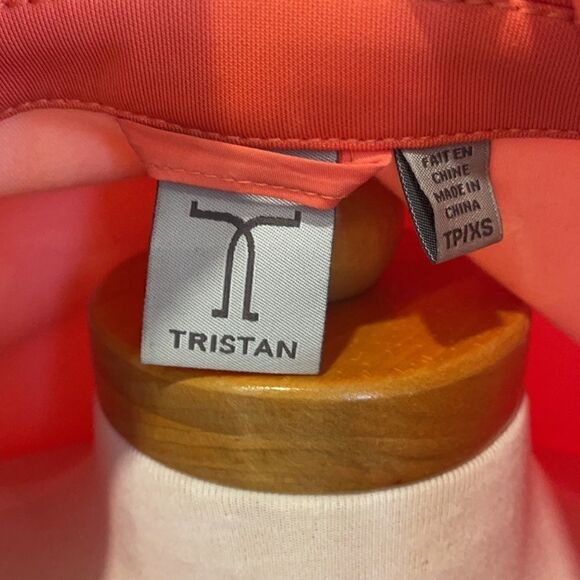 TRISTAN
FAIT EN
CHINE
MADE IN
CHINA
TP/XS